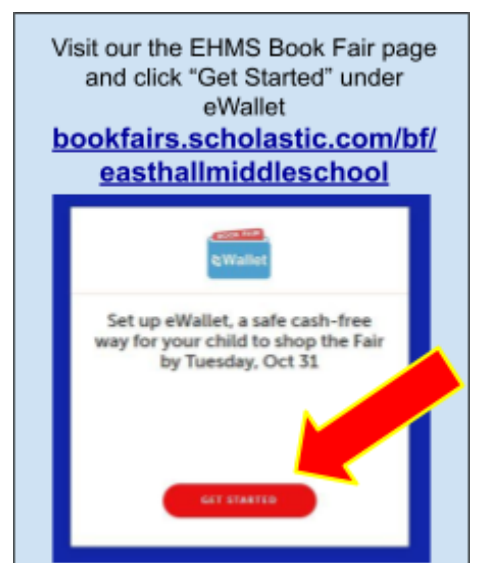 Visit our the EHMS Book Fair page
and click “Get Started” under
eWallet
bookfairs.scholastic.com/bf/
easthallmiddleschool
BOOK FAIR
eWallet
Set up eWallet, a safe cash-free
way for your child to shop the Fair
by Tuesday, Oct 31
GET STARTED